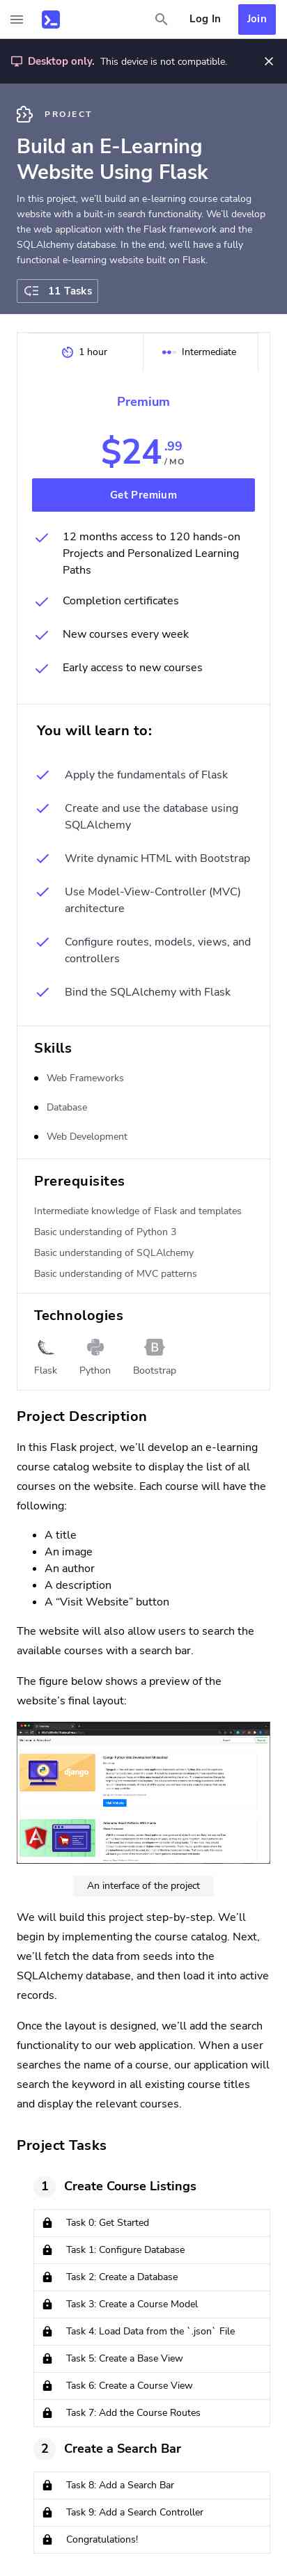 Log In
Join
Desktop only. This device is not compatible.
PROJECT
Build an E-Learning
Website Using Flask
In this project, we'll build an e-learning course catalog
website with a built-in search functionality. We'll develop
the web application with the Flask framework and the
SQLAlchemy database. In the end, we'll have a fully
functional e-learning website built on Flask.
11 Tasks
1 hour
Intermediate
Premium
$24.99
/ MO
Get Premium
12 months access to 120 hands-on
Projects and Personalized Learning
Paths
Completion certificates
New courses every week
Early access to new courses
You will learn to:
Apply the fundamentals of Flask
Create and use the database using
SQLAlchemy
Write dynamic HTML with Bootstrap
Use Model-View-Controller (MVC)
architecture
Configure routes, models, views, and
controllers
Bind the SQLAlchemy with Flask
Skills
Web Frameworks
Database
Web Development
Prerequisites
Intermediate knowledge of Flask and templates
Basic understanding of Python 3
Basic understanding of SQLAlchemy
Basic understanding of MVC patterns
Technologies
Flask
Python
B
Bootstrap
Project Description
In this Flask project, we'll develop an e-learning
course catalog website to display the list of all
courses on the website. Each course will have the
following:
• A title
• An image
• An author
• A description
• A “Visit Website” button
The website will also allow users to search the
available courses with a search bar.
The figure below shows a preview of the
website's final layout:
django
An interface of the project
We will build this project step-by-step. We'll
begin by implementing the course catalog. Next,
we'll fetch the data from seeds into the
SQLAlchemy database, and then load it into active
records.
Once the layout is designed, we'll add the search
functionality to our web application. When a user
searches the name of a course, our application will
search the keyword in all existing course titles
and display the relevant courses.
Project Tasks
1 Create Course Listings
Task 0: Get Started
Task 1: Configure Database
Task 2: Create a Database
Task 3: Create a Course Model
Task 4: Load Data from the `.json` File
Task 5: Create a Base View
Task 6: Create a Course View
Task 7: Add the Course Routes
2 Create a Search Bar
Task 8: Add a Search Bar
Task 9: Add a Search Controller
Congratulations!